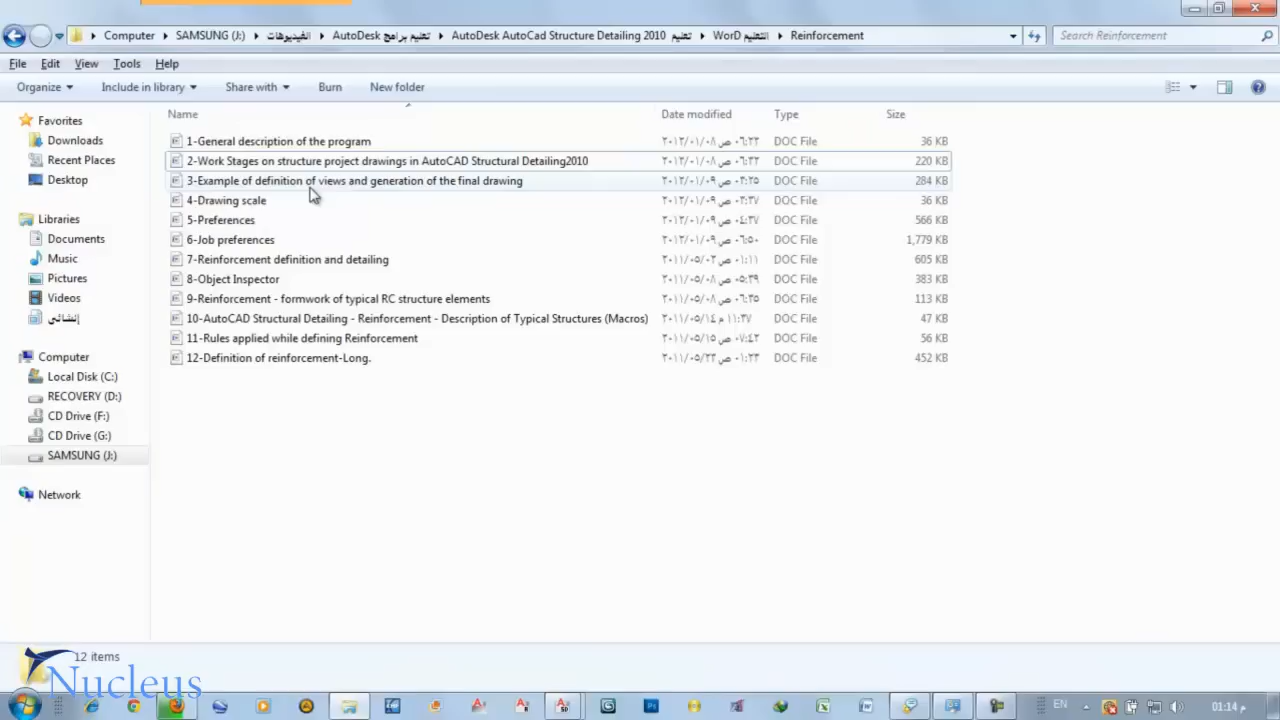 Computer ▸ SAMSUNG (J:) ▸ الفيديوهات ▸ AutoDesk تعليم برامج ▸ AutoDesk AutoCad Structure Detailing 2010 تعليم ▸ WorD التعليم ▸ Reinforcement
Search Reinforcement
File Edit View Tools Help
Organize Include in library Share with Burn New folder
Name Date modified Type Size
Favorites
Downloads
Recent Places
Desktop
Libraries
Documents
Music
Pictures
Videos
إنشائي
Computer
Local Disk (C:)
RECOVERY (D:)
CD Drive (F:)
CD Drive (G:)
SAMSUNG (J:)
Network
1-General description of the program DOC File 36 KB
2-Work Stages on structure project drawings in AutoCAD Structural Detailing2010 DOC File 220 KB
3-Example of definition of views and generation of the final drawing DOC File 284 KB
4-Drawing scale DOC File 36 KB
5-Preferences DOC File 566 KB
6-Job preferences DOC File 1,779 KB
7-Reinforcement definition and detailing DOC File 605 KB
8-Object Inspector DOC File 383 KB
9-Reinforcement - formwork of typical RC structure elements DOC File 113 KB
10-AutoCAD Structural Detailing - Reinforcement - Description of Typical Structures (Macros) DOC File 47 KB
11-Rules applied while defining Reinforcement DOC File 56 KB
12-Definition of reinforcement-Long. DOC File 452 KB
12 items
Nucleus
EN
01:14 م